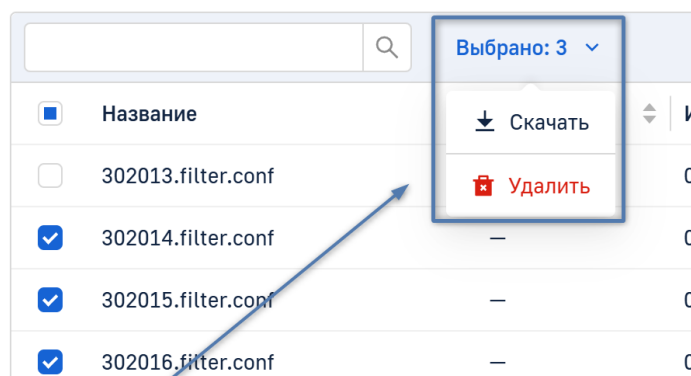 Выбрано: 3
Название
Скачать
302013.filter.conf
Удалить
302014.filter.conf —
302015.filter.conf —
302016.filter.conf —